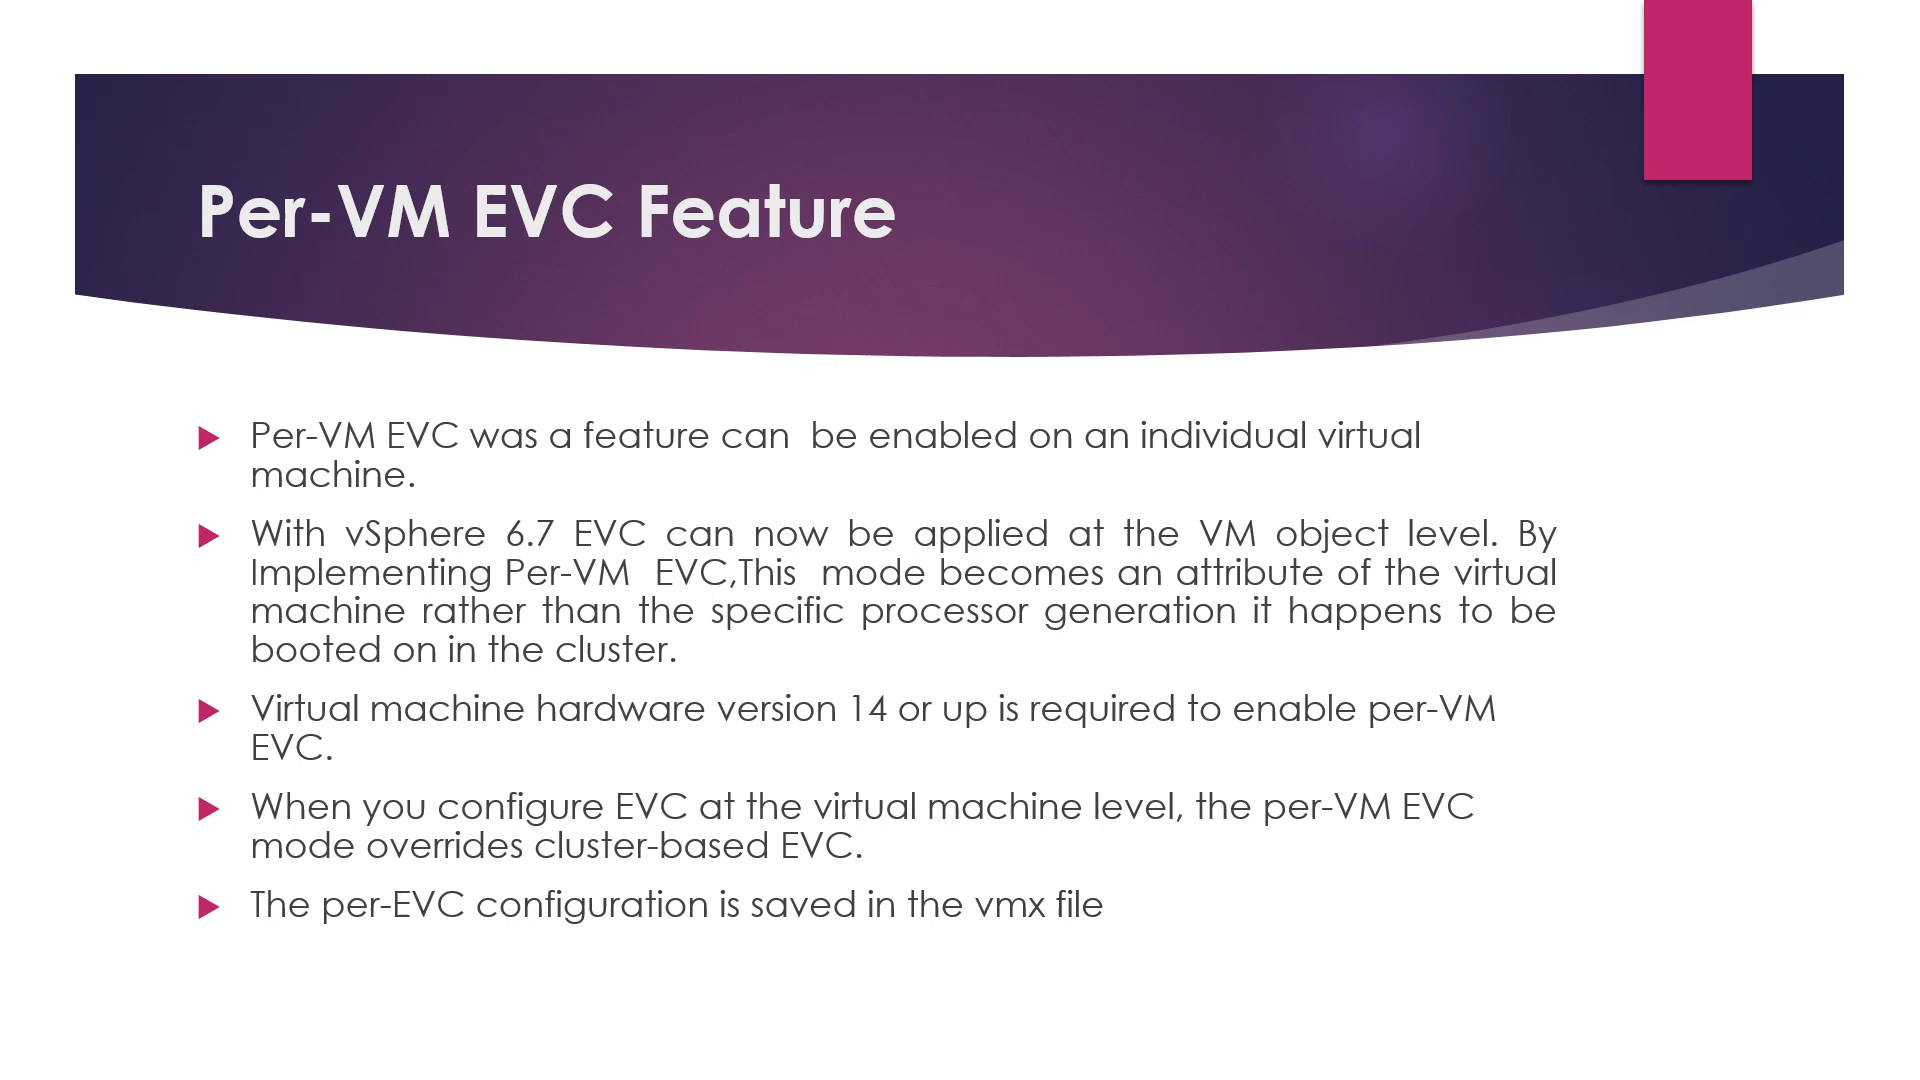 Per-VM EVC Feature
Per-VM EVC was a feature can  be enabled on an individual virtual
machine.
With vSphere 6.7 EVC can now be applied at the VM object level. By
Implementing Per-VM  EVC,This  mode becomes an attribute of the virtual
machine rather than the specific processor generation it happens to be
booted on in the cluster.
Virtual machine hardware version 14 or up is required to enable per-VM
EVC.
When you configure EVC at the virtual machine level, the per-VM EVC
mode overrides cluster-based EVC.
The per-EVC configuration is saved in the vmx file